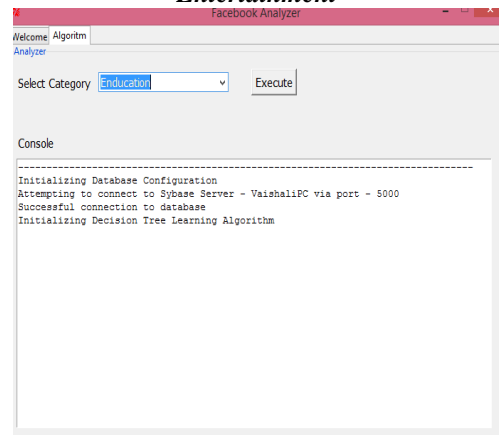 Entertainment
Facebook Analyzer
Welcome Algoritm
Analyzer
Select Category Enducation Execute
Console
--------------------------------------------------------------------------------
Initializing Database Configuration
Attempting to connect to Sybase Server - VaishaliPC via port - 5000
Successful connection to database
Initializing Decision Tree Learning Algorithm